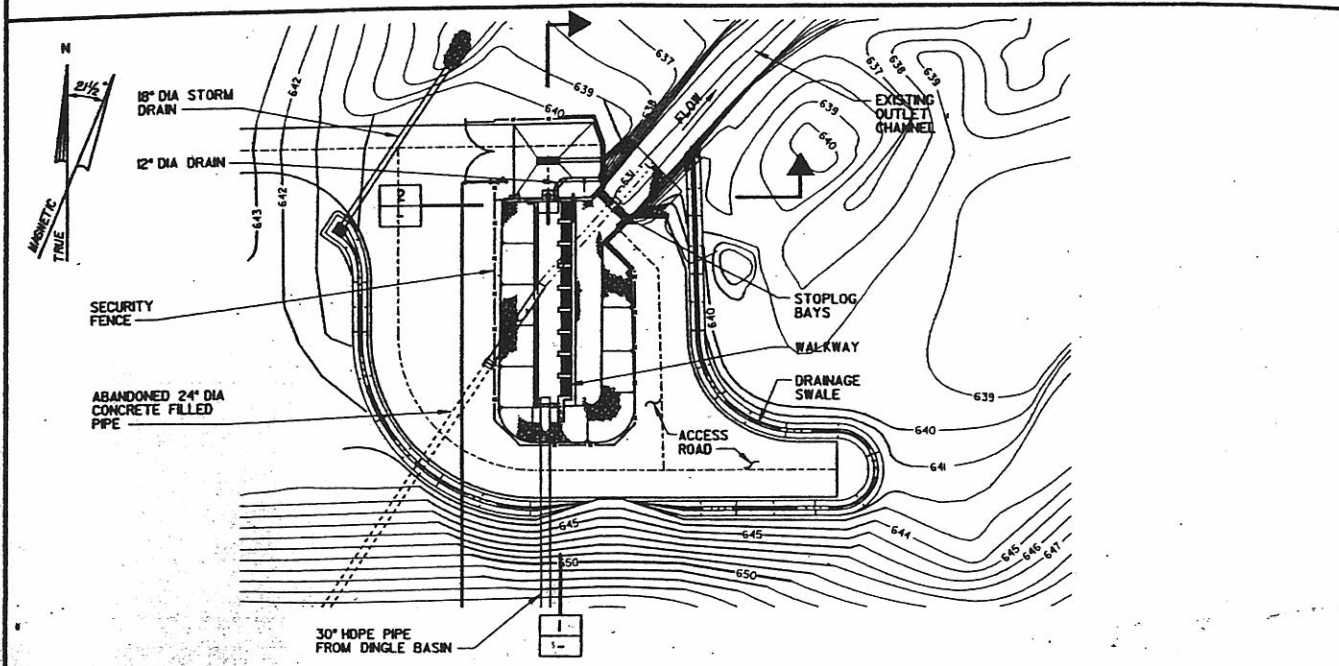 N
21½°
MAGNETIC
TRUE
18" DIA STORM
DRAIN
12" DIA DRAIN
SECURITY
FENCE
ABANDONED 24" DIA
CONCRETE FILLED
PIPE
30" HDPE PIPE
FROM DINGLE BASIN
FLOW
EXISTING
OUTLET
CHANNEL
STOPLOG
BAYS
WALKWAY
DRAINAGE
SWALE
ACCESS
ROAD
2
1
643
642
642
639
640
637
638
637
638
639
639
640
640
639
640
641
645
645
644
645
646
647
650
650